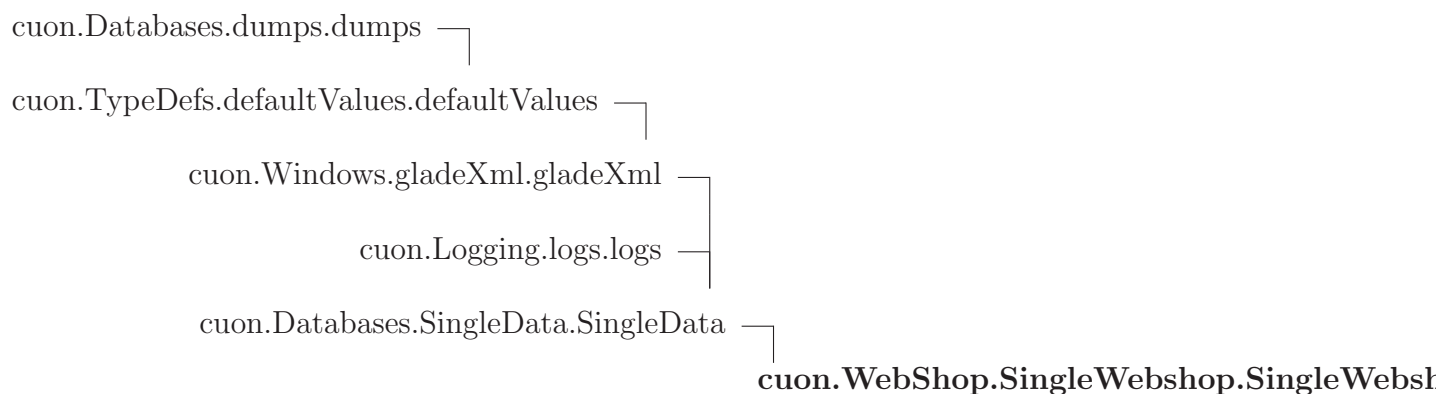 cuon.Databases.dumps.dumps
cuon.TypeDefs.defaultValues.defaultValues
cuon.Windows.gladeXml.gladeXml
cuon.Logging.logs.logs
cuon.Databases.SingleData.SingleData
cuon.WebShop.SingleWebshop.SingleWebsh